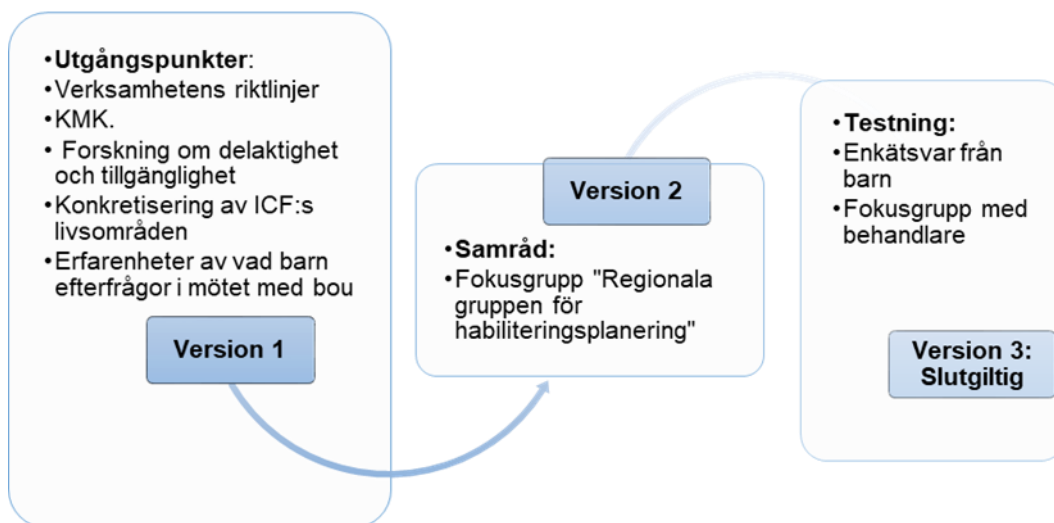 •Utgångspunkter:
•Verksamhetens riktlinjer
•KMK.
• Forskning om delaktighet
och tillgänglighet
•Konkretisering av ICF:s
livsområden
•Erfarenheter av vad barn
efterfrågor i mötet med bou
Version 1
Version 2
•Samråd:
•Fokusgrupp "Regionala
gruppen för
habiliteringsplanering"
•Testning:
•Enkätsvar från
barn
•Fokusgrupp med
behandlare
Version 3:
Slutgiltig